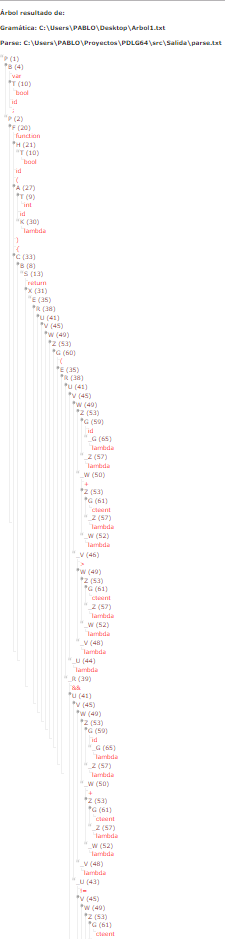 Árbol resultado de:
Gramática: C:\Users\PABLO\Desktop\Arbol1.txt
Parse: C:\Users\PABLO\Proyectos\PDLG64\src\Salida\parse.txt
P (1)
B (4)
var
T (10)
bool
id
;
P (2)
F (20)
function
H (21)
T (10)
bool
id
(
A (27)
T (9)
int
id
K (30)
lambda
)
{
C (33)
B (8)
S (13)
return
X (31)
E (35)
R (38)
U (41)
V (45)
W (49)
Z (53)
G (60)
(
E (35)
R (38)
U (41)
V (45)
W (49)
Z (53)
G (59)
id
_G (65)
lambda
_Z (57)
lambda
_W (50)
+
Z (53)
G (61)
cteent
_Z (57)
lambda
_W (52)
lambda
_V (46)
>
W (49)
Z (53)
G (61)
cteent
_Z (57)
lambda
_W (52)
lambda
_V (48)
lambda
_U (44)
lambda
_R (39)
&&
U (41)
V (45)
W (49)
Z (53)
G (59)
id
_G (65)
lambda
_Z (57)
lambda
_W (50)
+
Z (53)
G (61)
cteent
_Z (57)
lambda
_W (52)
lambda
_V (48)
lambda
_U (43)
!=
V (45)
W (49)
Z (53)
G (61)
cteent